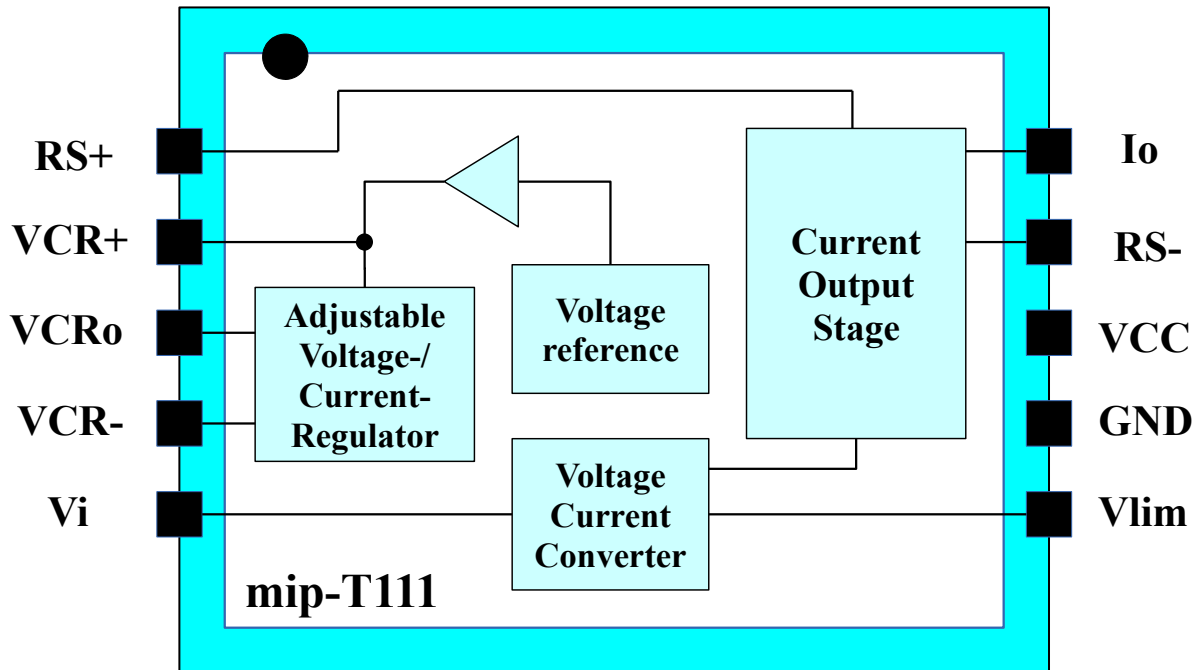 RS+
VCR+
VCRo
VCR-
Vi
Adjustable
Voltage-/
Current-
Regulator
Voltage
reference
Voltage
Current
Converter
Current
Output
Stage
Io
RS-
VCC
GND
Vlim
mip-T111